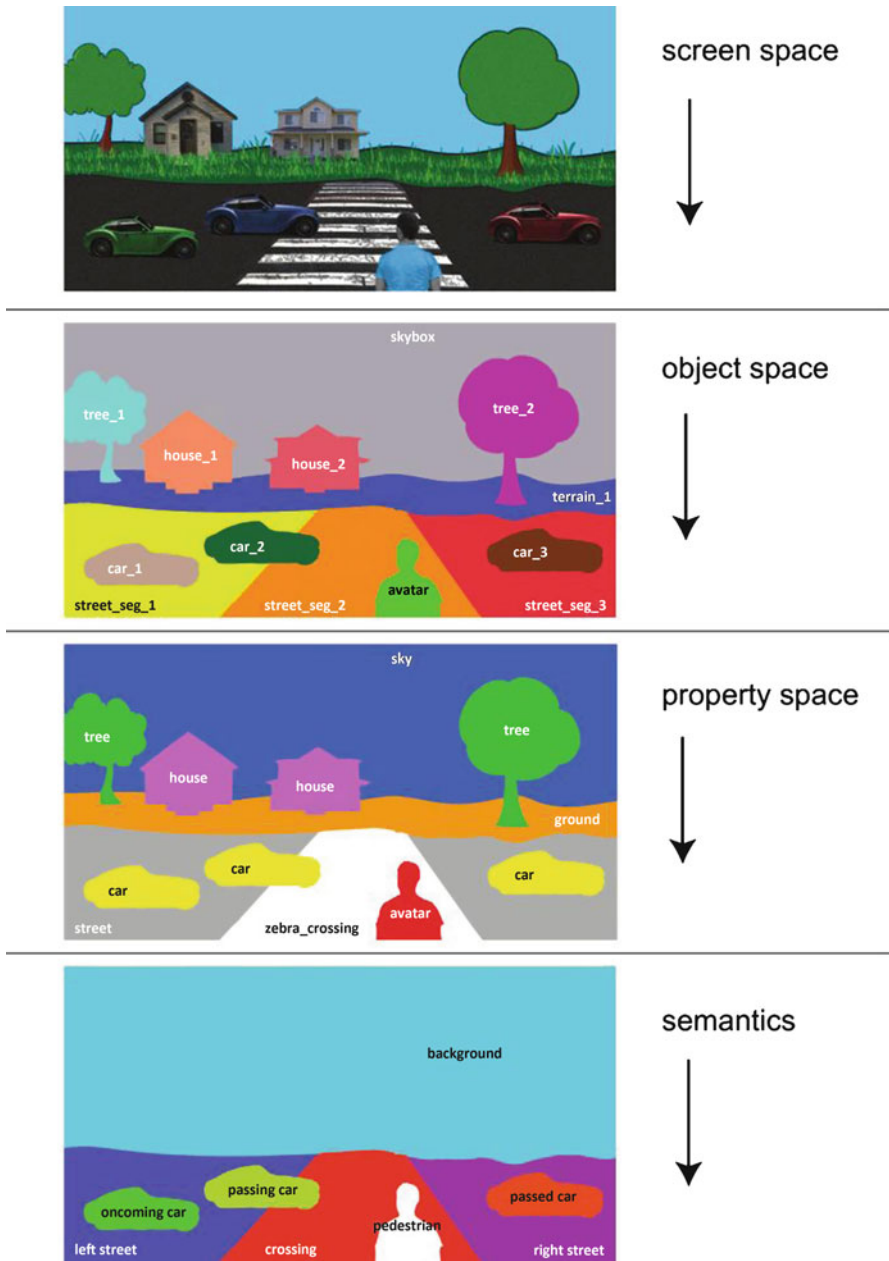 screen space
skybox
object space
tree_1
tree_2
house_1
house_2
terrain_1
car_1
car_2
car_3
avatar
street_seg_1
street_seg_2
street_seg_3
sky
property space
tree
tree
house
house
ground
car
car
car
avatar
street
zebra_crossing
semantics
background
passing car
oncoming car
passed car
pedestrian
left street
crossing
right street